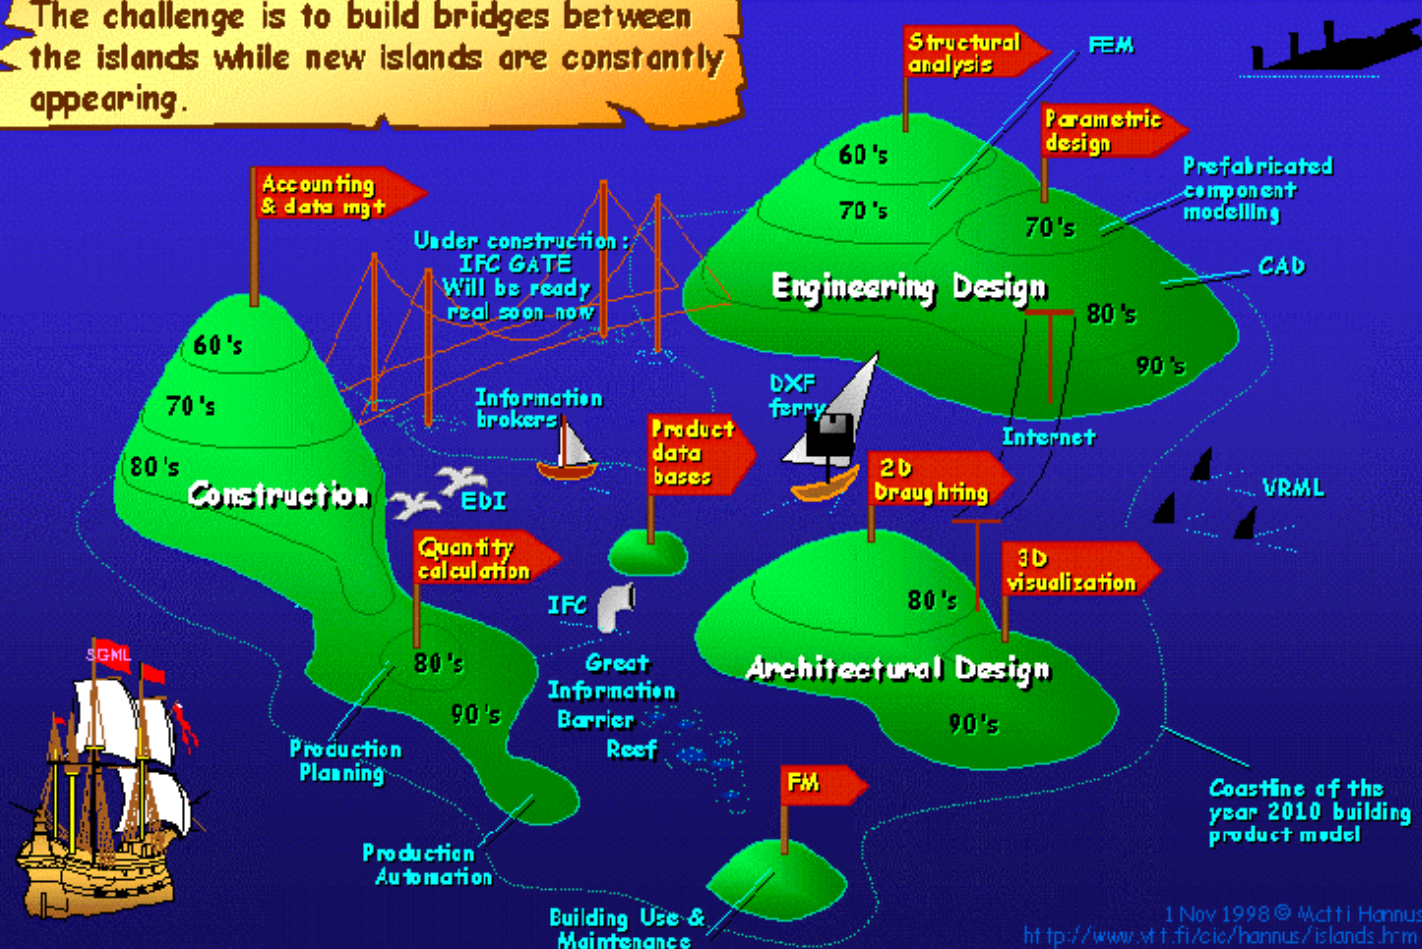 The challenge is to build bridges between
the islands while new islands are constantly
appearing.
Structural
analysis
FEM
Parametric
design
Prefabricated
component
modelling
CAD
60's
70's
70's
Engineering Design
80's
90's
Accounting
& data mgt
Under construction:
IFC GATE
Will be ready
real soon now
60's
70's
80's
Construction
Information
brokers
EDI
DXF
ferry
Product
data
bases
Internet
VRML
2D
Draughting
3D
visualization
80's
Architectural Design
90's
Quantity
calculation
IFC
80's
90's
Great
Information
Barrier
Reef
SGML
Production
Planning
Production
Automation
FM
Building Use &
Maintenance
Coastline of the
year 2010 building
product model
1 Nov 1998 © Matti Hannus
http://www.vtt.fi/cic/hannus/islands.htm